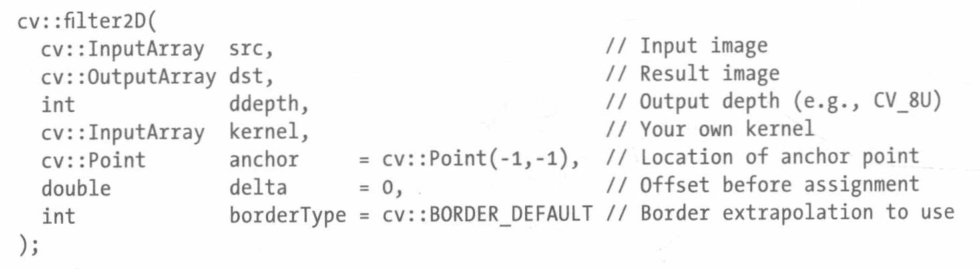 cv::filter2D(
cv::InputArray src, // Input image
cv::OutputArray dst, // Result image
int ddepth, // Output depth (e.g., CV_8U)
cv::InputArray kernel, // Your own kernel
cv::Point anchor = cv::Point(-1,-1), // Location of anchor point
double delta = 0, // Offset before assignment
int borderType = cv::BORDER_DEFAULT // Border extrapolation to use
);